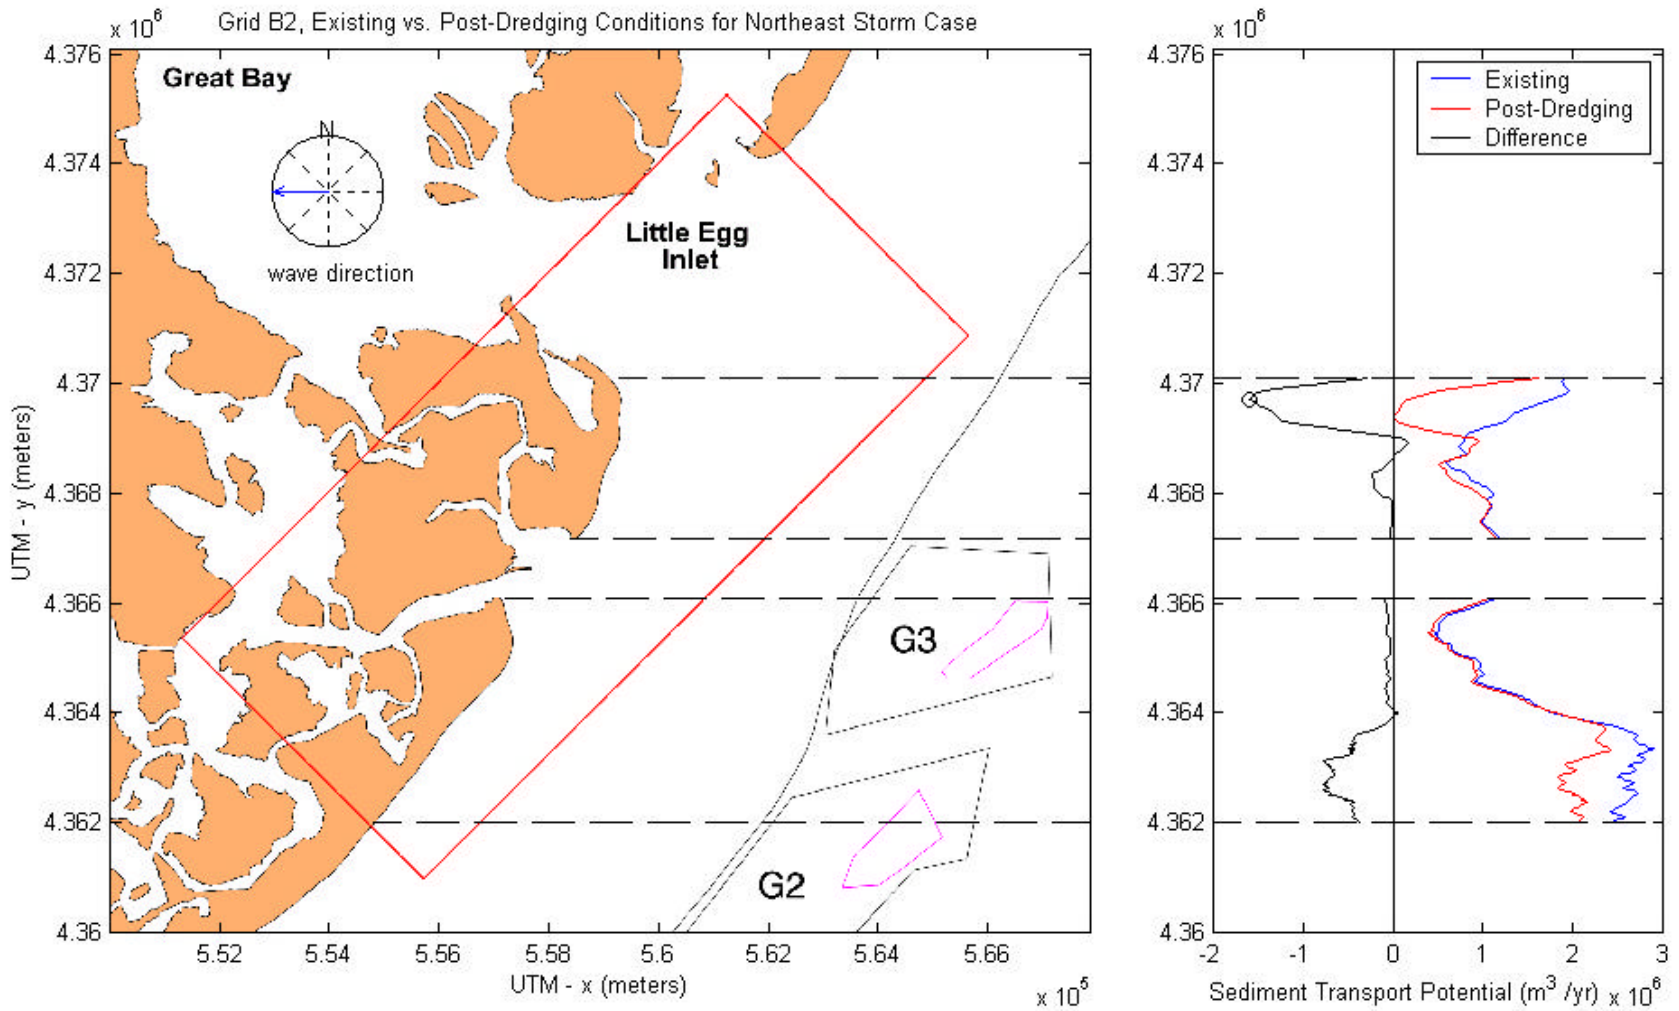 Grid B2, Existing vs. Post-Dredging Conditions for Northeast Storm Case
x 10^6
4.376
4.374
4.372
4.37
4.368
4.366
4.364
4.362
4.36
UTM - y (meters)
Great Bay
N
wave direction
Little Egg
Inlet
G3
G2
5.52
5.54
5.56
5.58
5.6
5.62
5.64
5.66
UTM - x (meters)
x 10^5
x 10^6
4.376
4.374
4.372
4.37
4.368
4.366
4.364
4.362
4.36
Existing
Post-Dredging
Difference
-2
-1
0
1
2
3
Sediment Transport Potential (m^3 /yr) x 10^6